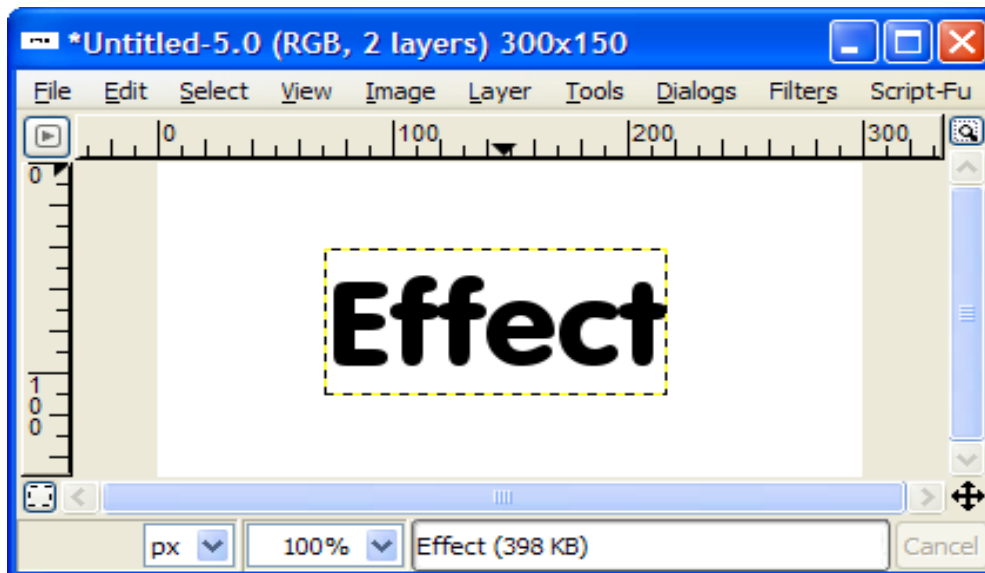 *Untitled-5.0 (RGB, 2 layers) 300x150
File Edit Select View Image Layer Tools Dialogs Filters Script-Fu
0 100 200 300
0
Effect
100
px 100% Effect (398 KB) Cancel